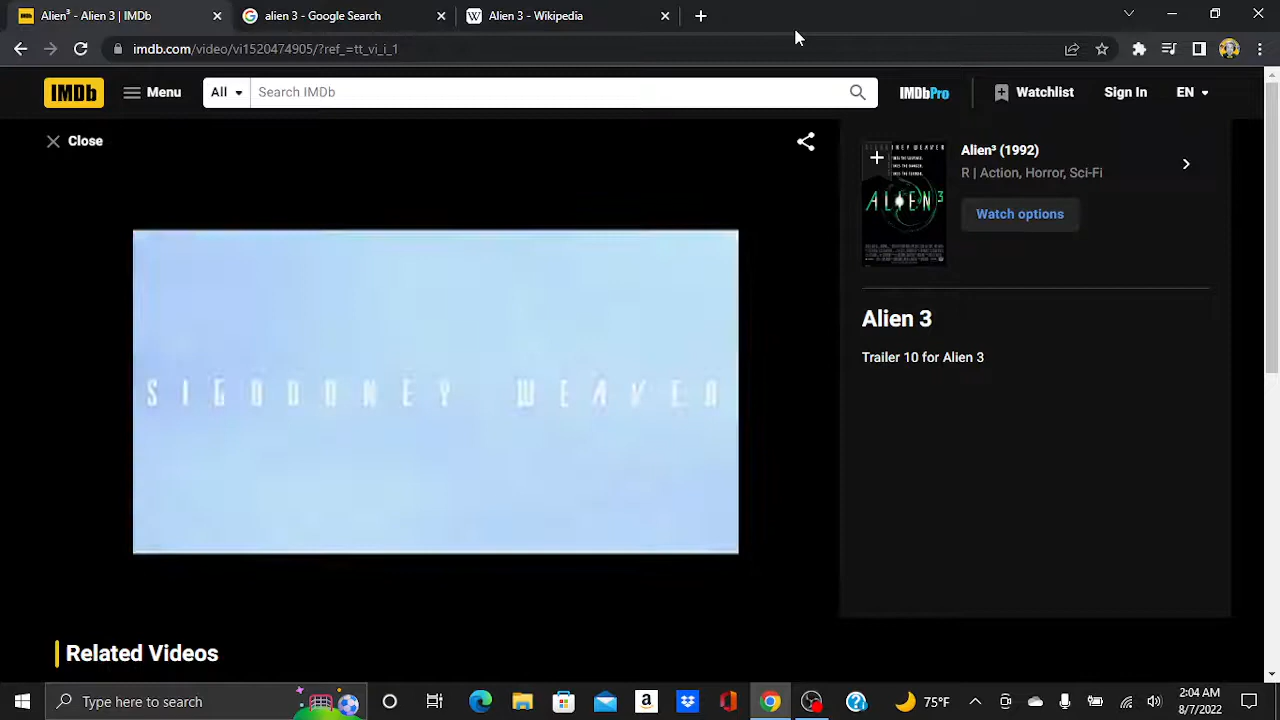 Alien³ - Alien 3 | IMDb
alien 3 - Google Search
Alien 3 - Wikipedia
imdb.com/video/vi1520474905/?ref_=tt_vi_i_1
IMDb
Menu
All
Search IMDb
IMDbPro
Watchlist
Sign In
EN
Close
SIGOURNEY WEAVER
SIGOURNEY WEAVER
ALIEN³
Alien³ (1992)
R | Action, Horror, Sci-Fi
Watch options
Alien 3
Trailer 10 for Alien 3
Related Videos
Type here to search
75°F
2:04 AM
8/7/2022